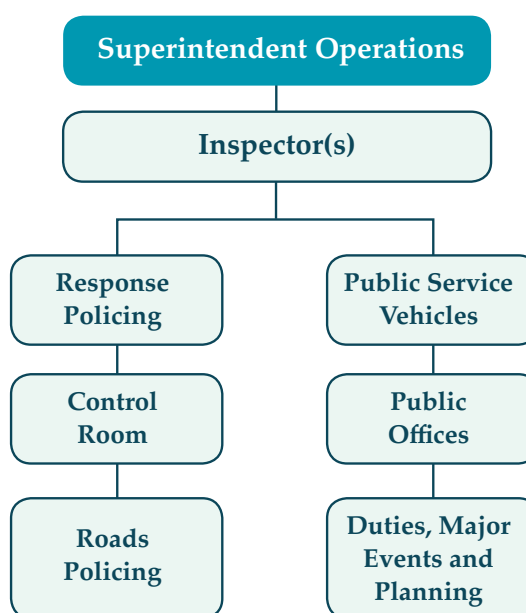 Superintendent Operations
Inspector(s)
Response
Policing
Public Service
Vehicles
Control
Room
Public
Offices
Roads
Policing
Duties, Major
Events and
Planning